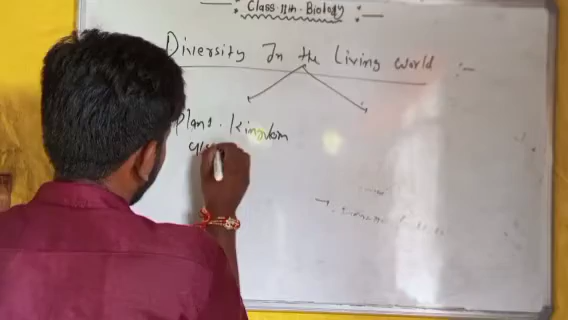 Class. 11th. Biology
Diversity In the Living world :-
Plant. kingdom